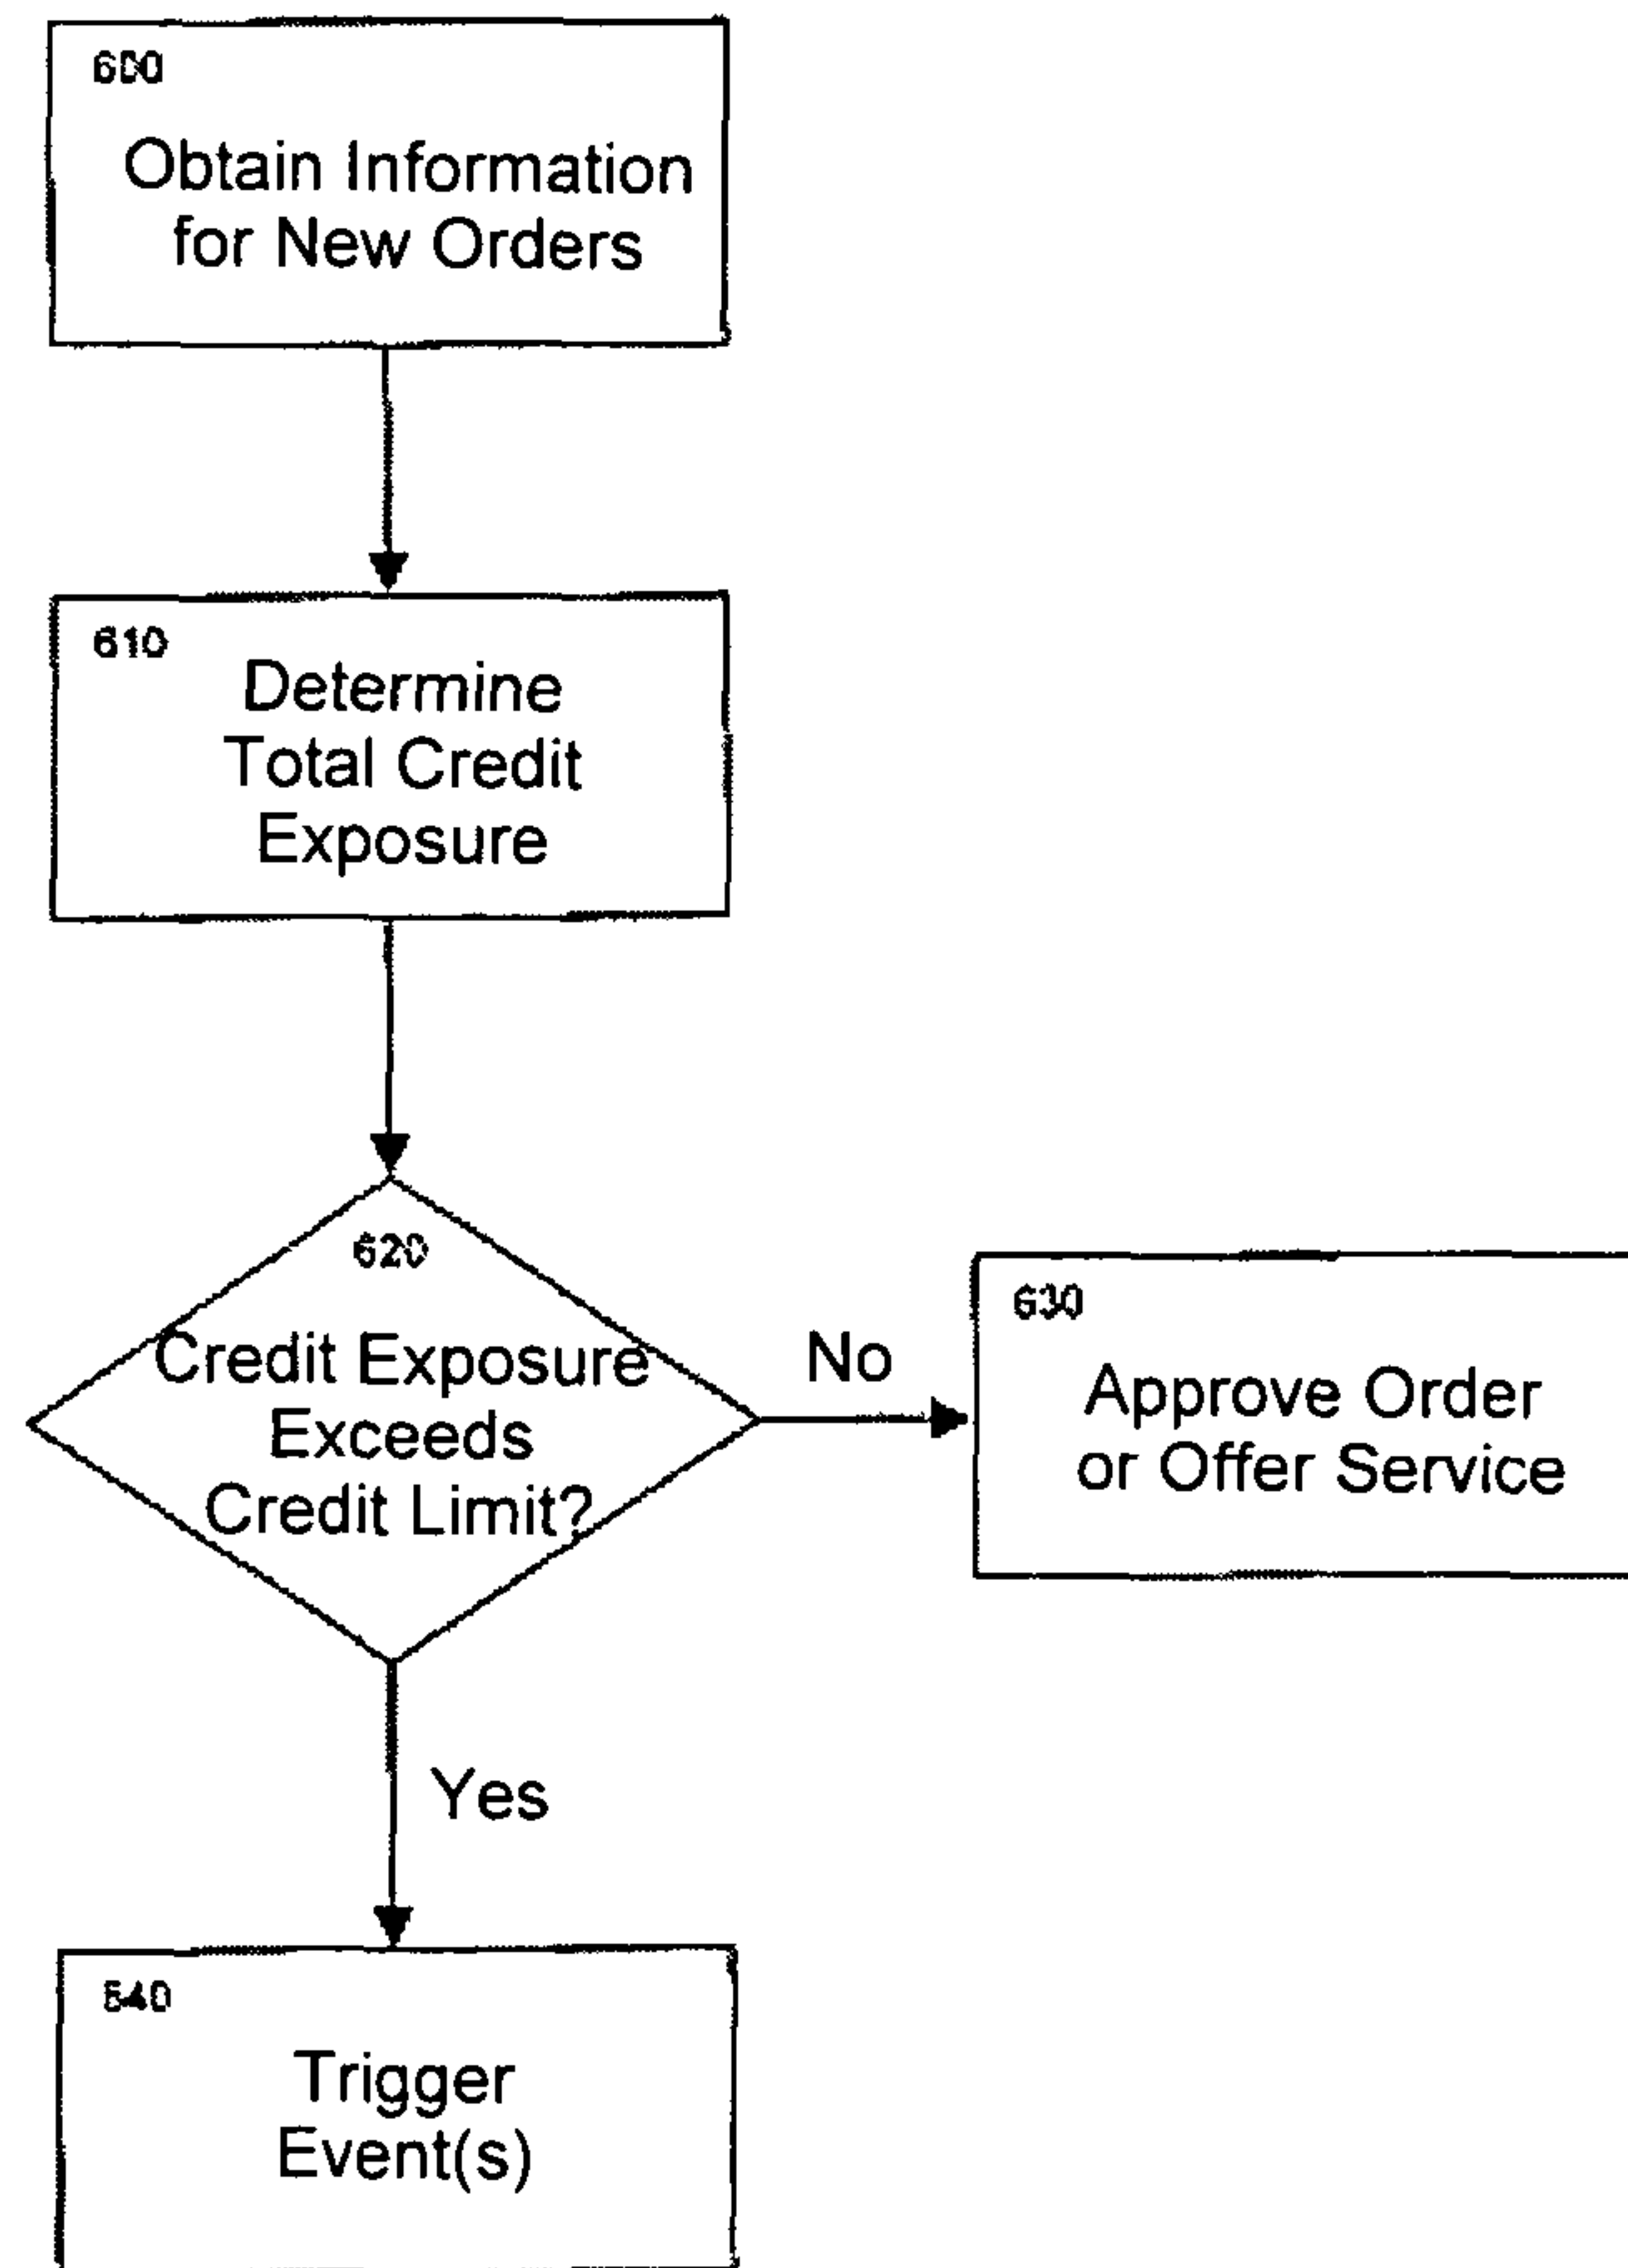 600
Obtain Information
for New Orders
610
Determine
Total Credit
Exposure
620
Credit Exposure
Exceeds
Credit Limit?
No
630
Approve Order
or Offer Service
Yes
640
Trigger
Event(s)